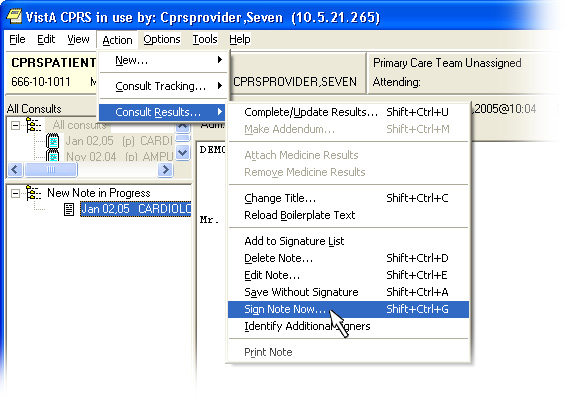 VistA CPRS in use by: Cprsprovider,Seven (10.5.21.265)
File Edit View Action Options Tools Help
CPRSPATIENT
666-10-1011
CPRSPROVIDER,SEVEN
Primary Care Team Unassigned
Attending:
New...
Consult Tracking...
Consult Results...
All Consults
All consults
Jan 02,05 (p) CARDI
Nov 02,04 (p) AMPU
New Note in Progress
Jan 02,05 CARDIOLO
,2005@10:04
DEMO
Mr.
Complete/Update Results... Shift+Ctrl+U
Make Addendum... Shift+Ctrl+M
Attach Medicine Results
Remove Medicine Results
Change Title... Shift+Ctrl+C
Reload Boilerplate Text
Add to Signature List
Delete Note... Shift+Ctrl+D
Edit Note... Shift+Ctrl+E
Save Without Signature Shift+Ctrl+A
Sign Note Now... Shift+Ctrl+G
Identify Additional Signers
Print Note